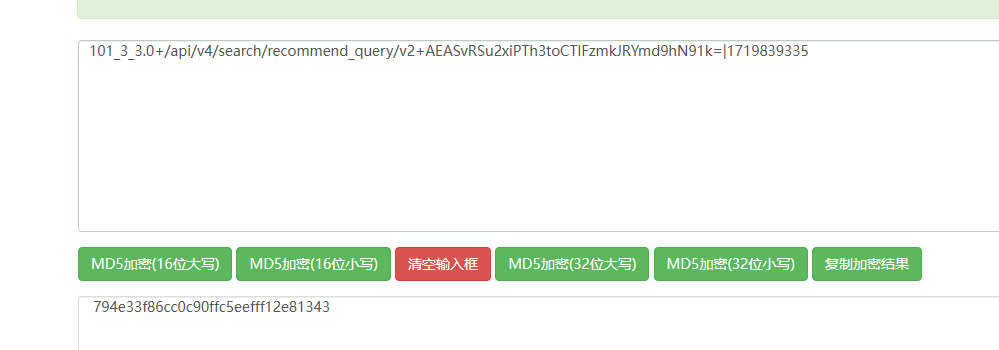 101_3_3.0+/api/v4/search/recommend_query/v2+AEASvRSu2xiPTh3toCTlFzmkJRYmd9hN91k=|1719839335
MD5加密(16位大写) MD5加密(16位小写) 清空输入框 MD5加密(32位大写) MD5加密(32位小写) 复制加密结果
794e33f86cc0c90ffc5eefff12e81343